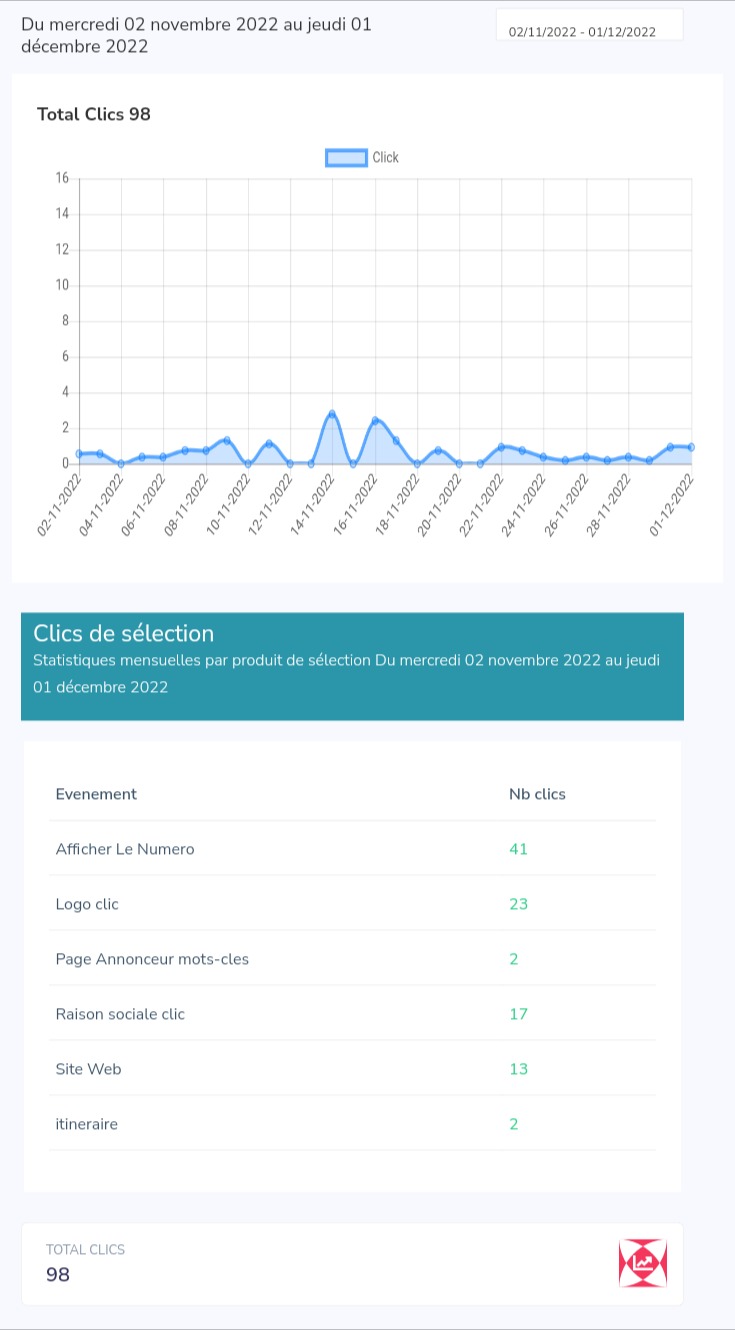 Du mercredi 02 novembre 2022 au jeudi 01
décembre 2022
02/11/2022 - 01/12/2022
Total Clics 98
Click
16
14
12
10
8
6
4
2
0
02-11-2022
04-11-2022
06-11-2022
08-11-2022
10-11-2022
12-11-2022
14-11-2022
16-11-2022
18-11-2022
20-11-2022
22-11-2022
24-11-2022
26-11-2022
28-11-2022
01-12-2022
Clics de sélection
Statistiques mensuelles par produit de sélection Du mercredi 02 novembre 2022 au jeudi
01 décembre 2022
Evenement Nb clics
Afficher Le Numero 41
Logo clic 23
Page Annonceur mots-cles 2
Raison sociale clic 17
Site Web 13
itineraire 2
TOTAL CLICS
98